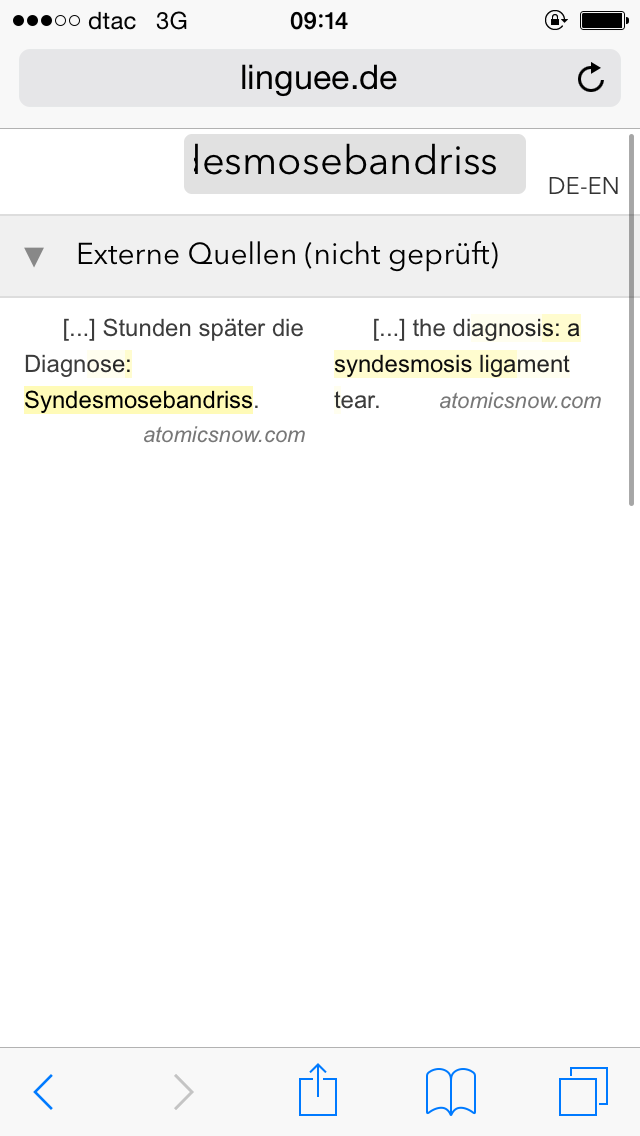 dtac 3G 09:14
linguee.de
desmosebandriss
DE-EN
Externe Quellen (nicht geprüft)
[...] Stunden später die
Diagnose:
Syndesmosebandriss.
atomicsnow.com
[...] the diagnosis: a
syndesmosis ligament
tear. atomicsnow.com